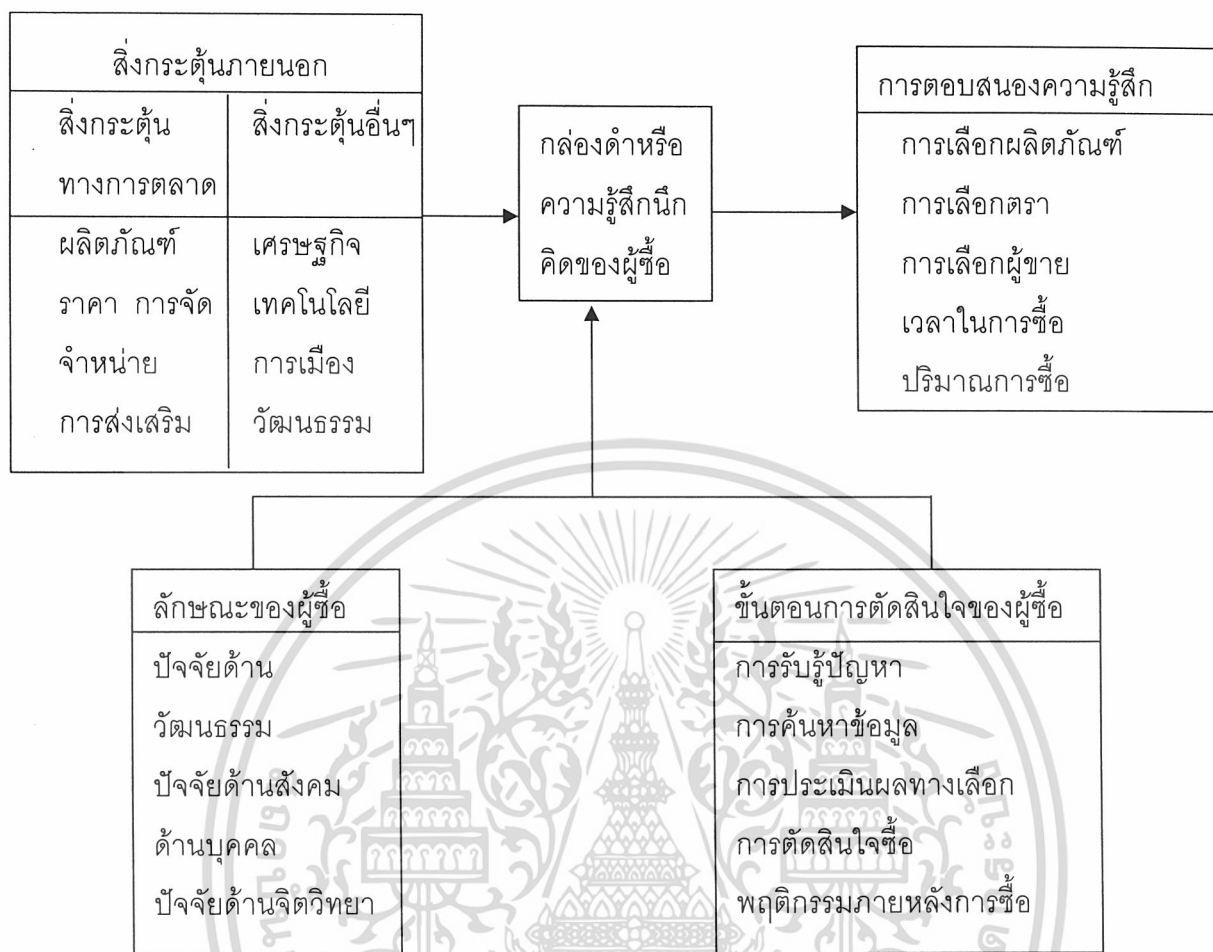 สิ่งกระตุ้นภายนอก
สิ่งกระตุ้น
ทางการตลาด
สิ่งกระตุ้นอื่นๆ
ผลิตภัณฑ์
ราคา การจัด
จำหน่าย
การส่งเสริม
เศรษฐกิจ
เทคโนโลยี
การเมือง
วัฒนธรรม
กล่องดำหรือ
ความรู้สึกนึก
คิดของผู้ซื้อ
การตอบสนองความรู้สึก
การเลือกผลิตภัณฑ์
การเลือกตรา
การเลือกผู้ขาย
เวลาในการซื้อ
ปริมาณการซื้อ
ลักษณะของผู้ซื้อ
ปัจจัยด้าน
วัฒนธรรม
ปัจจัยด้านสังคม
ด้านบุคคล
ปัจจัยด้านจิตวิทยา
ขั้นตอนการตัดสินใจของผู้ซื้อ
การรับรู้ปัญหา
การค้นหาข้อมูล
การประเมินผลทางเลือก
การตัดสินใจซื้อ
พฤติกรรมภายหลังการซื้อ